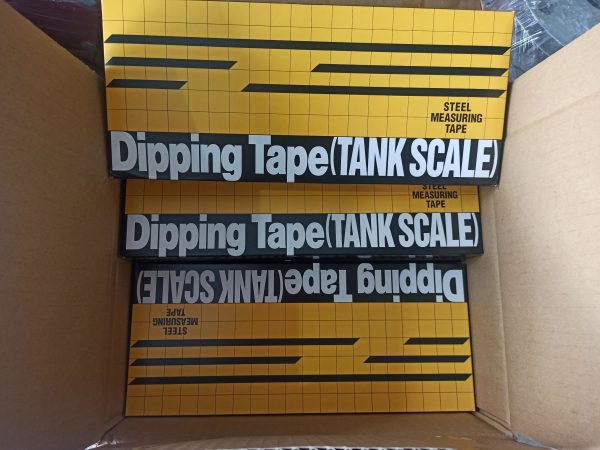 STEEL
MEASURING
TAPE
Dipping Tape(TANK SCALE)
STEEL
MEASURING
TAPE
Dipping Tape(TANK SCALE)
Dipping Tape(TANK SCALE)
STEEL
MEASURING
TAPE